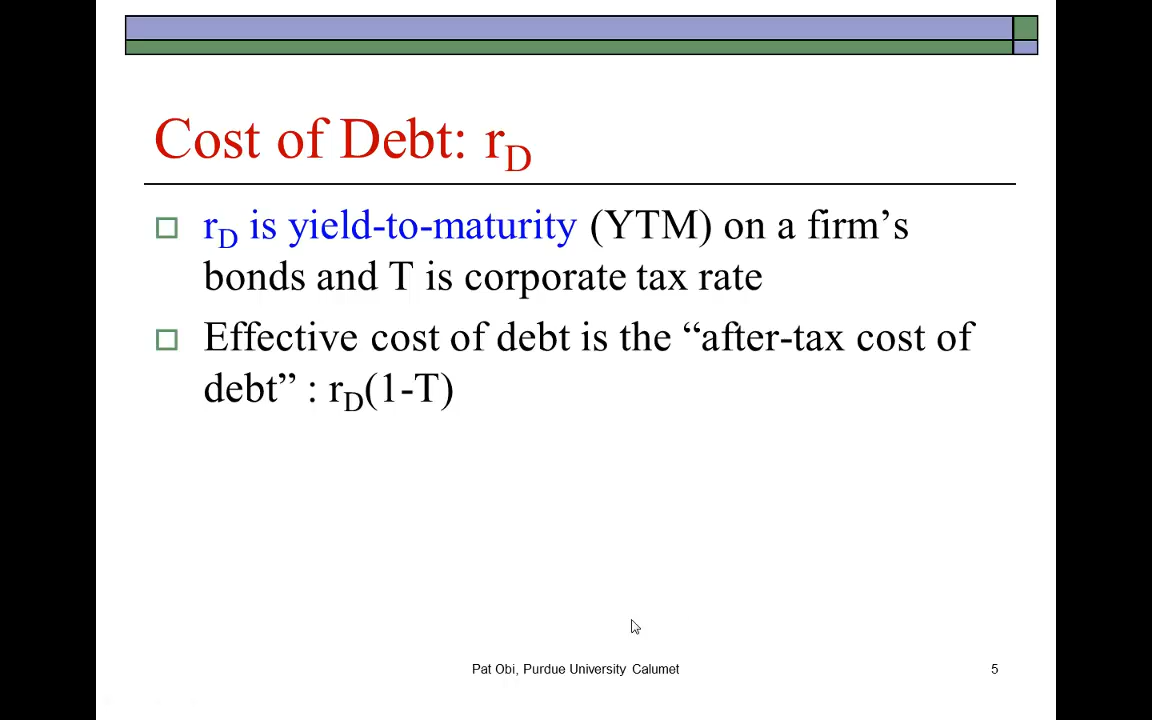 Cost of Debt: rD
rD is yield-to-maturity (YTM) on a firm’s
bonds and T is corporate tax rate
Effective cost of debt is the “after-tax cost of
debt” : rD(1-T)
Pat Obi, Purdue University Calumet
5